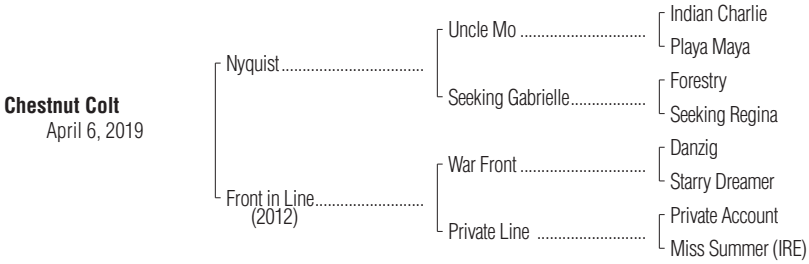 Chestnut Colt
April 6, 2019
Nyquist
Front in Line
(2012)
Uncle Mo
Seeking Gabrielle
War Front
Private Line
Indian Charlie
Playa Maya
Forestry
Seeking Regina
Danzig
Starry Dreamer
Private Account
Miss Summer (IRE)